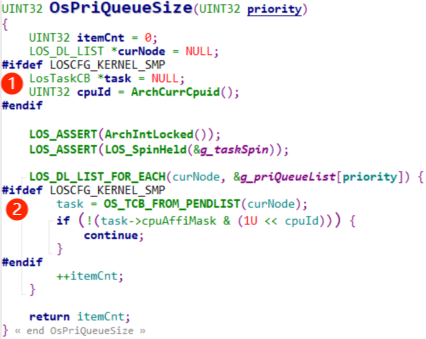 UINT32 OsPriQueueSize(UINT32 priority)
{
    UINT32 itemCnt = 0;
    LOS_DL_LIST *curNode = NULL;
#ifdef LOSCFG_KERNEL_SMP
1 LosTaskCB *task = NULL;
    UINT32 cpuId = ArchCurrCpuid();
#endif
    LOS_ASSERT(ArchIntLocked());
    LOS_ASSERT(LOS_SpinHeld(&g_taskSpin));
    LOS_DL_LIST_FOR_EACH(curNode, &g_priQueueList[priority]) {
#ifdef LOSCFG_KERNEL_SMP
2       task = OS_TCB_FROM_PENDLIST(curNode);
        if (!(task->cpuAffiMask & (1U << cpuId))) {
            continue;
        }
#endif
        ++itemCnt;
    }
    return itemCnt;
} « end OsPriQueueSize »